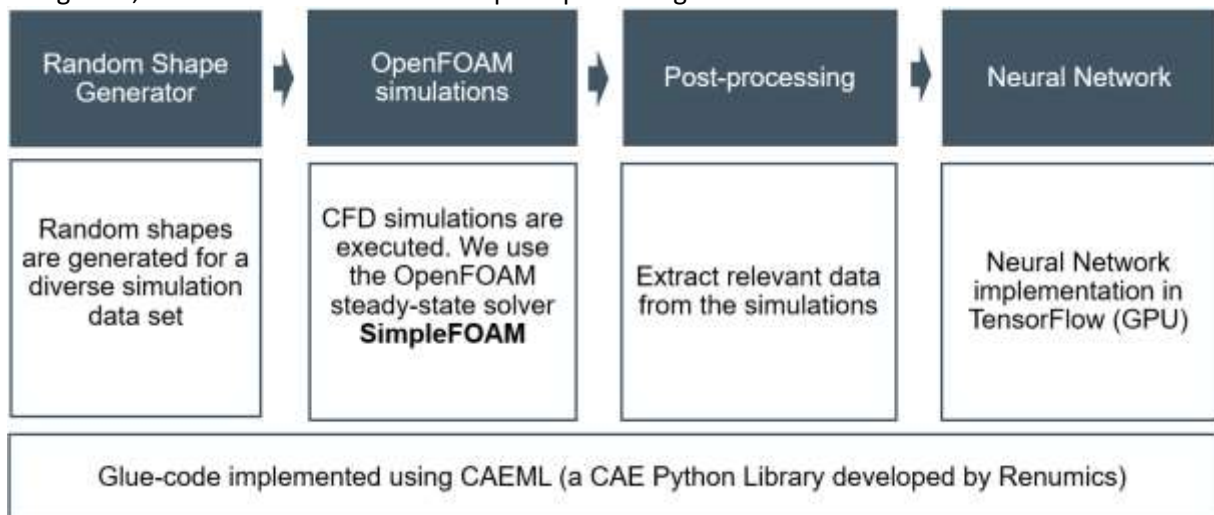 Random Shape
Generator
OpenFOAM
simulations
Post-processing
Neural Network
Random shapes
are generated for a
diverse simulation
data set
CFD simulations are
executed. We use
the OpenFOAM
steady-state solver
SimpleFOAM
Extract relevant data
from the simulations
Neural Network
implementation in
TensorFlow (GPU)
Glue-code implemented using CAEML (a CAE Python Library developed by Renumics)